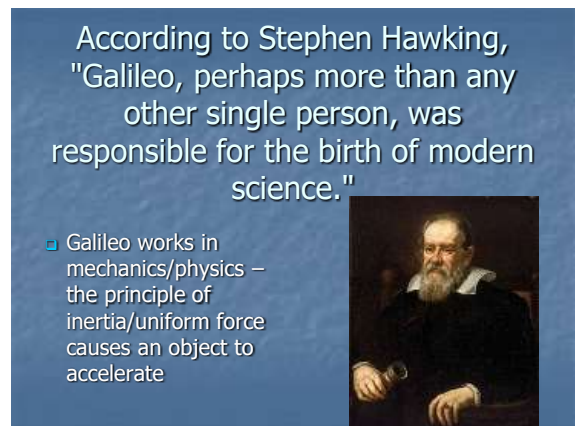 According to Stephen Hawking,
"Galileo, perhaps more than any
other single person, was
responsible for the birth of modern
science."
Galileo works in
mechanics/physics –
the principle of
inertia/uniform force
causes an object to
accelerate